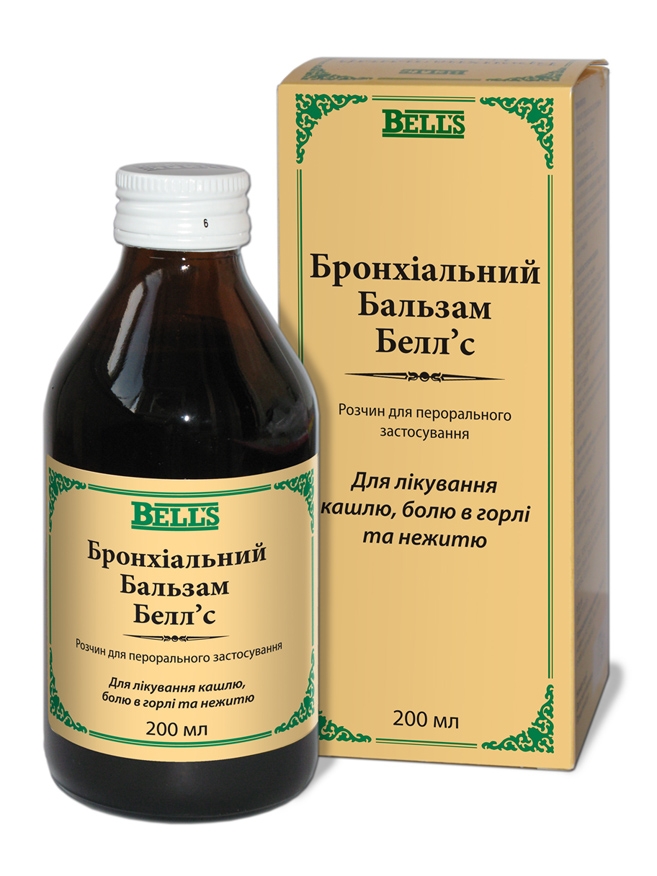 BELL'S
Бронхіальний
Бальзам
Белл'с
Розчин для перорального
застосування
Для лікування
кашлю, болю в горлі
та нежитю
200 мл
6
BELL'S
Бронхіальний
Бальзам
Белл'с
Розчин для перорального застосування
Для лікування кашлю,
болю в горлі та нежитю
200 мл